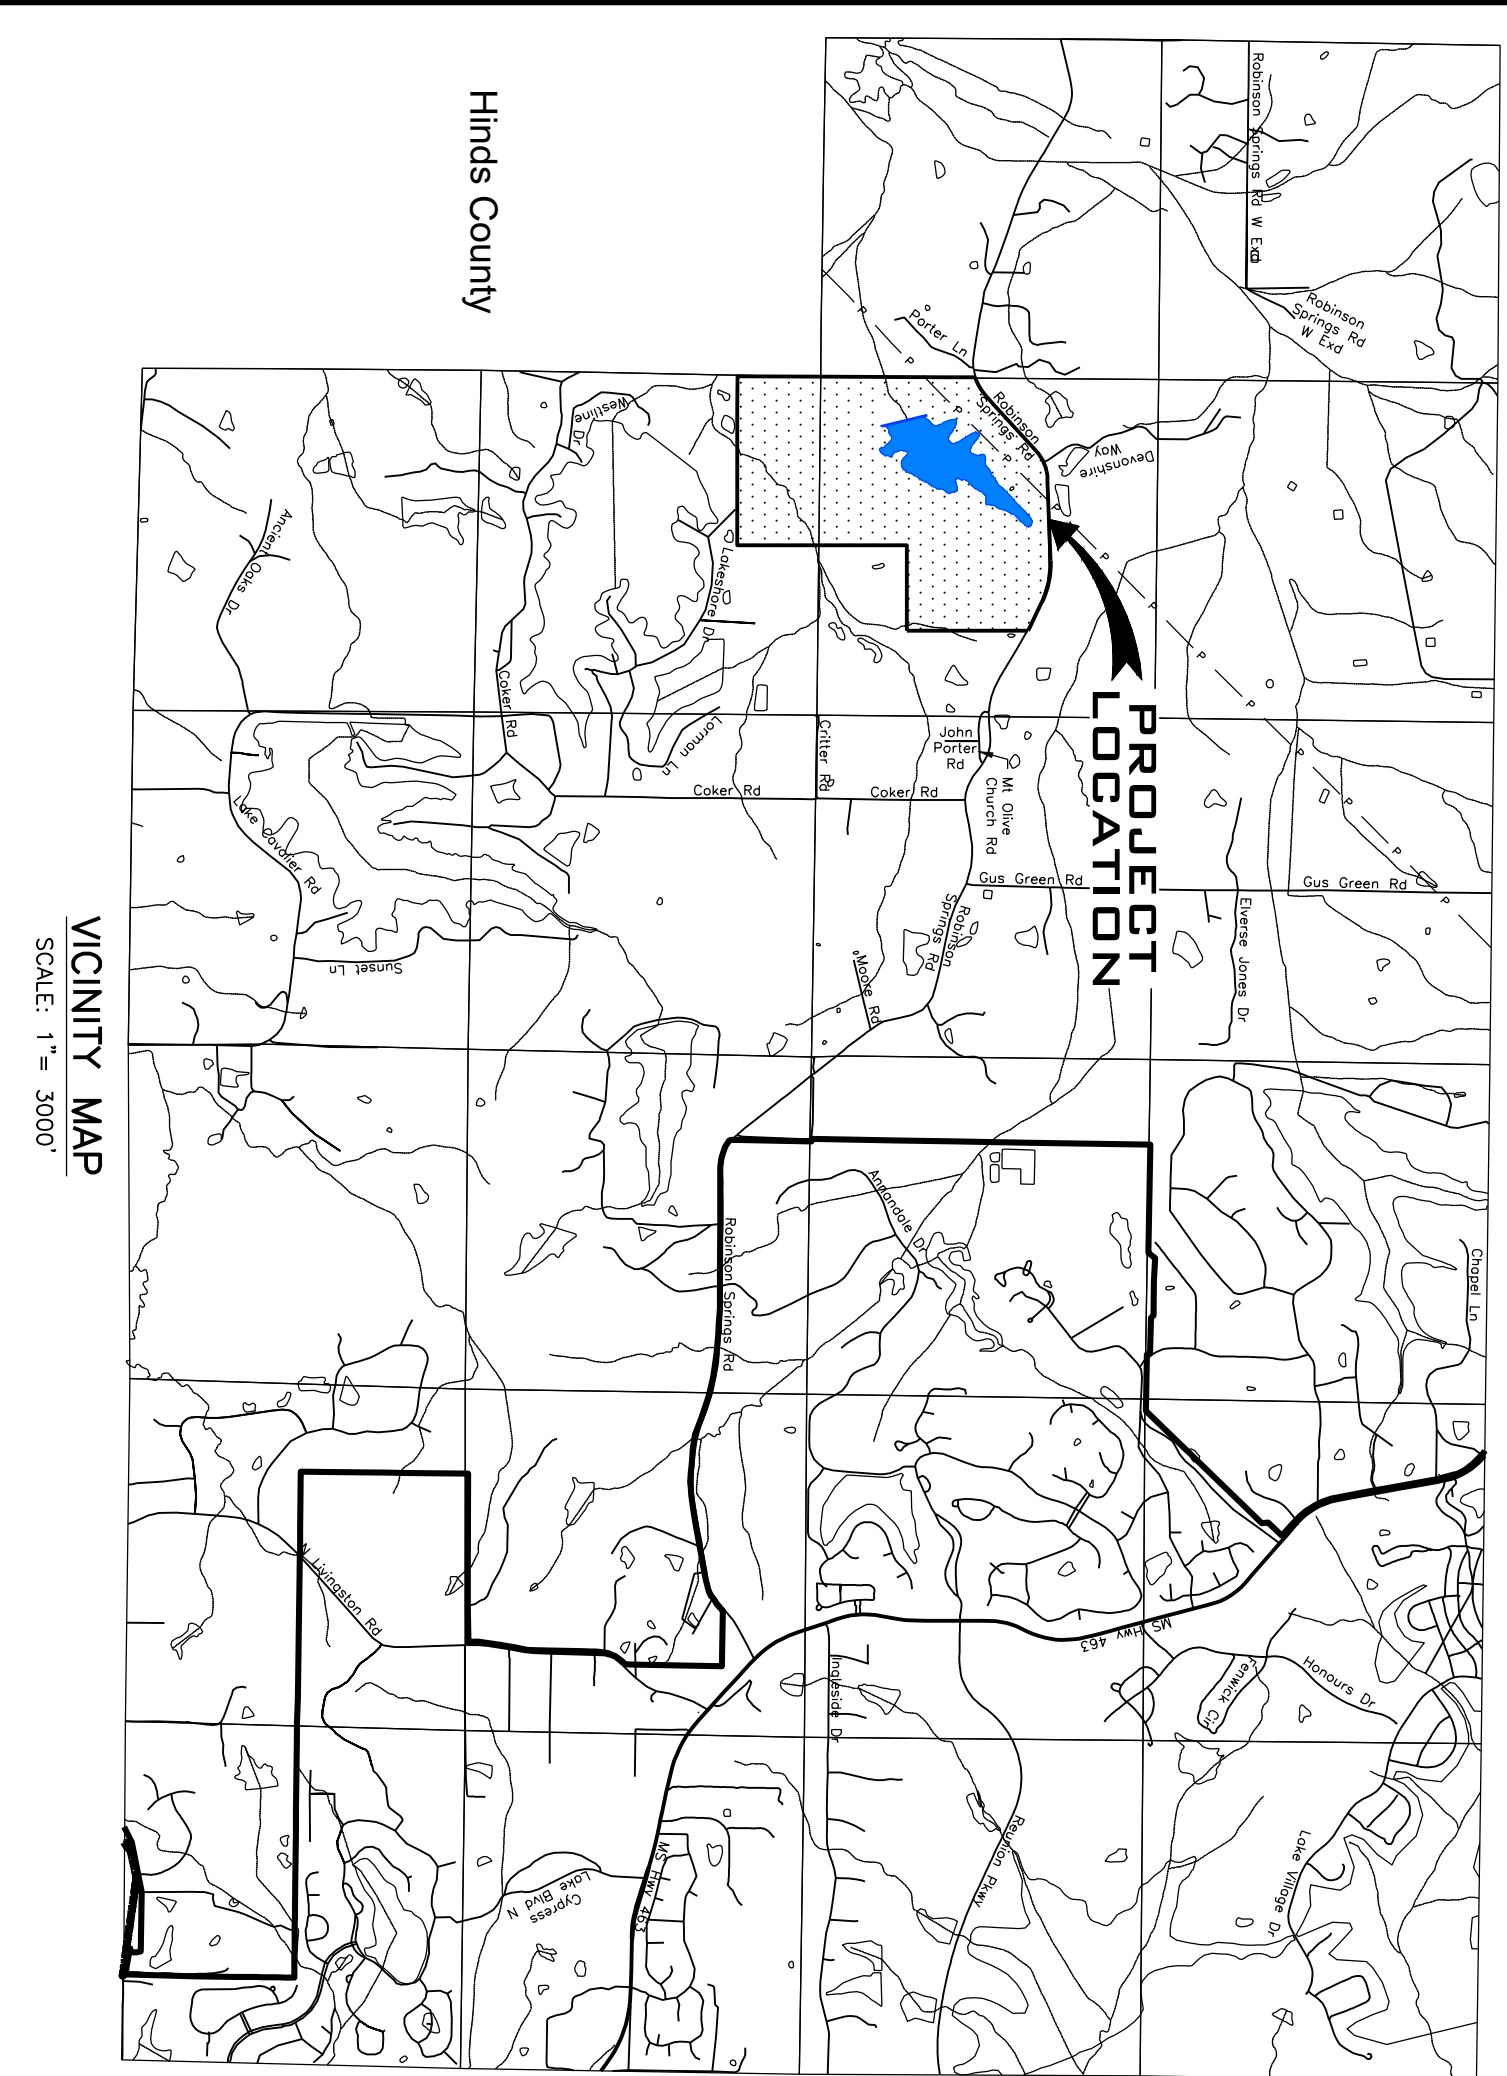 Hinds County
Robinson Springs Rd W Exd
Robinson
Springs Rd
W Exd
Porter Ln
Robinson
Springs Rd
Devonshire
Way
Westline
Dr
Lakeshore Dr
Ancient Oaks Dr
Coker Rd
Lorman Ln
Critter Rd
John
Porter
Rd
Mt Olive
Church Rd
Coker Rd
Coker Rd
PROJECT
LOCATION
Gus Green Rd
Gus Green Rd
Elverse Jones Dr
Lake Cavalier Rd
Sunset Ln
Robinson
Springs Rd
Moore Rd
Annandale Dr
Robinson Springs Rd
Chapel Ln
N Livingston Rd
MS Hwy 463
Ingleside Dr
Fenwick Cir
Honours Dr
Reunion Pkwy
Lake Village Dr
MS Hwy 463
Cypress
Lake Blvd N
P
P
P
P
P
P
P
P
P
P
P
VICINITY MAP
SCALE: 1"= 3000'